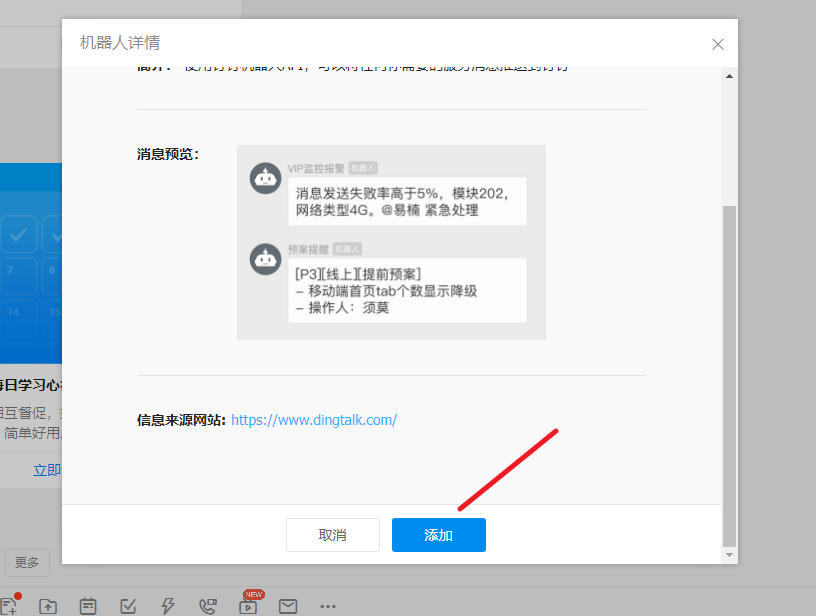 机器人详情
消息预览：
VIP监控报警 机器人
消息发送失败率高于5%，模块202，
网络类型4G。@易楠 紧急处理
预案提醒 机器人
[P3][线上][提前预案]
– 移动端首页tab个数显示降级
– 操作人：须莫
信息来源网站: https://www.dingtalk.com/
取消
添加
7
8
14
15
每日学习心
相互督促，
简单好用
立即
更多
NEW